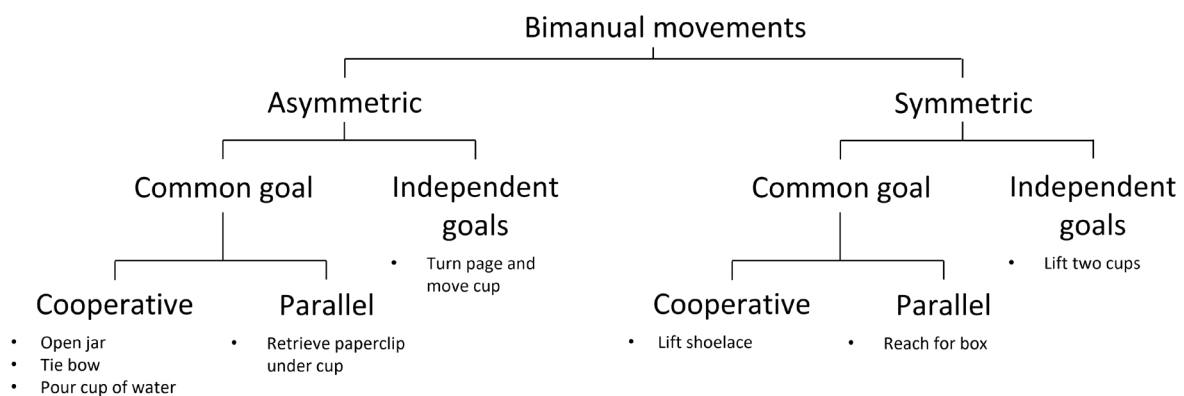 Bimanual movements
Asymmetric
Symmetric
Common goal
Independent
goals
Common goal
Independent
goals
• Turn page and
move cup
• Lift two cups
Cooperative
Parallel
Cooperative
Parallel
• Open jar
• Tie bow
• Pour cup of water
• Retrieve paperclip
under cup
• Lift shoelace
• Reach for box